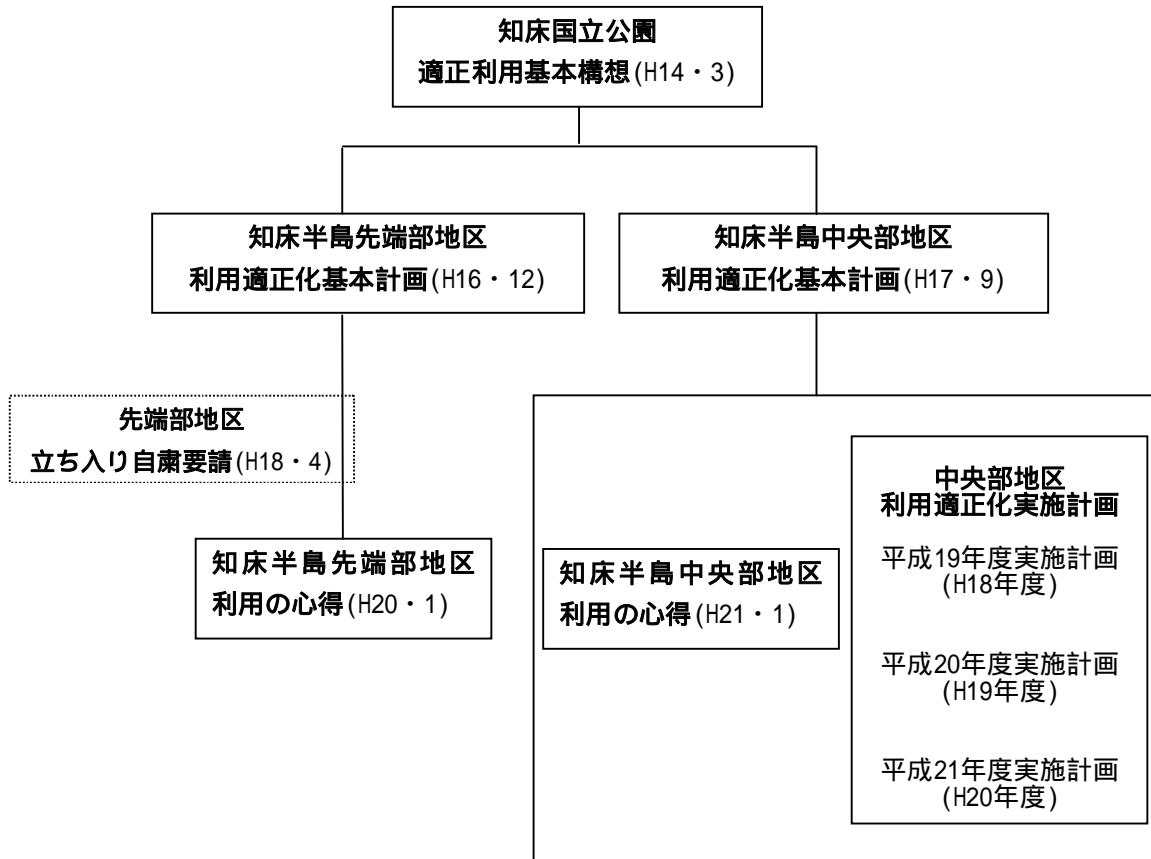 知床国立公園
適正利用基本構想(H14・3)
知床半島先端部地区
利用適正化基本計画(H16・12)
知床半島中央部地区
利用適正化基本計画(H17・9)
先端部地区
立ち入り自粛要請(H18・4)
知床半島先端部地区
利用の心得(H20・1)
知床半島中央部地区
利用の心得(H21・1)
中央部地区
利用適正化実施計画
平成19年度実施計画
(H18年度)
平成20年度実施計画
(H19年度)
平成21年度実施計画
(H20年度)